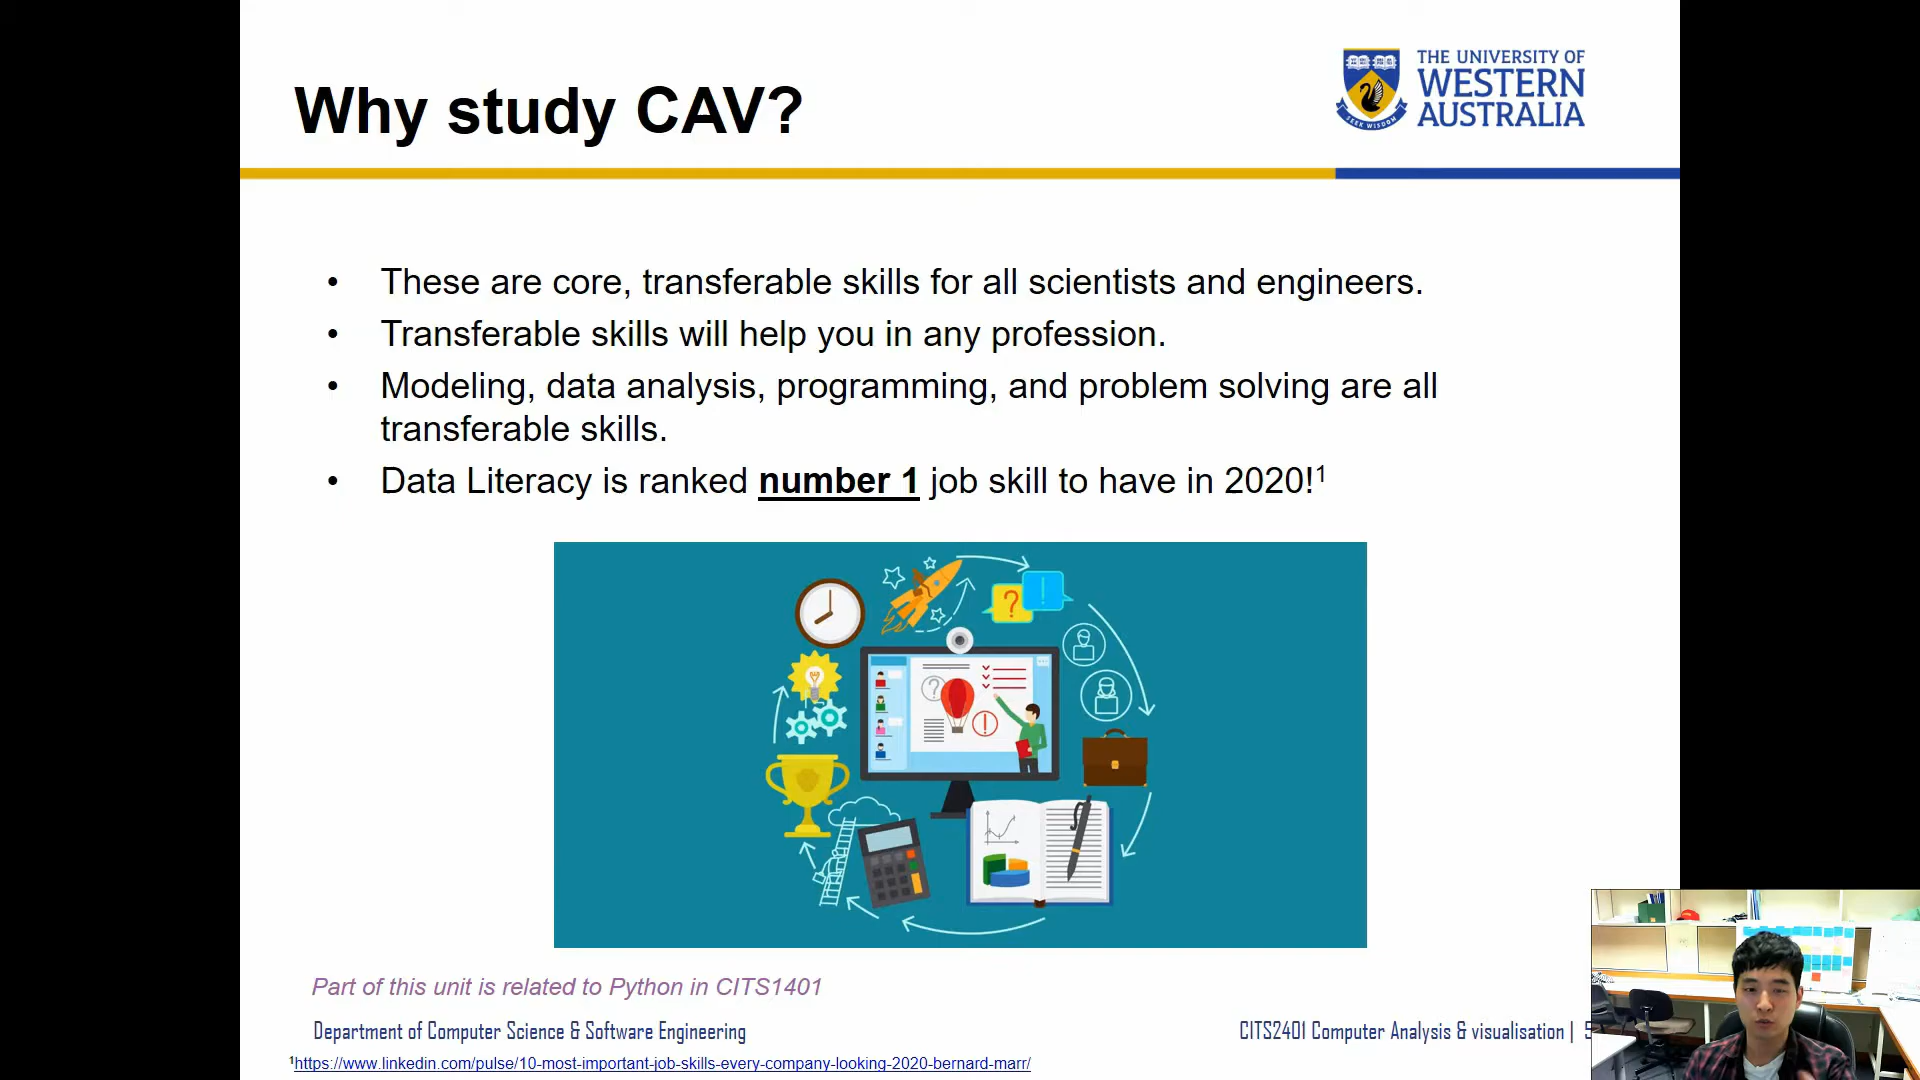 Why study CAV?
THE UNIVERSITY OF
WESTERN
AUSTRALIA
SEEK WISDOM
• These are core, transferable skills for all scientists and engineers.
• Transferable skills will help you in any profession.
• Modeling, data analysis, programming, and problem solving are all
transferable skills.
• Data Literacy is ranked number 1 job skill to have in 2020!¹
? !
? !
Part of this unit is related to Python in CITS1401
Department of Computer Science & Software Engineering
CITS2401 Computer Analysis & visualisation | 5
¹https://www.linkedin.com/pulse/10-most-important-job-skills-every-company-looking-2020-bernard-marr/